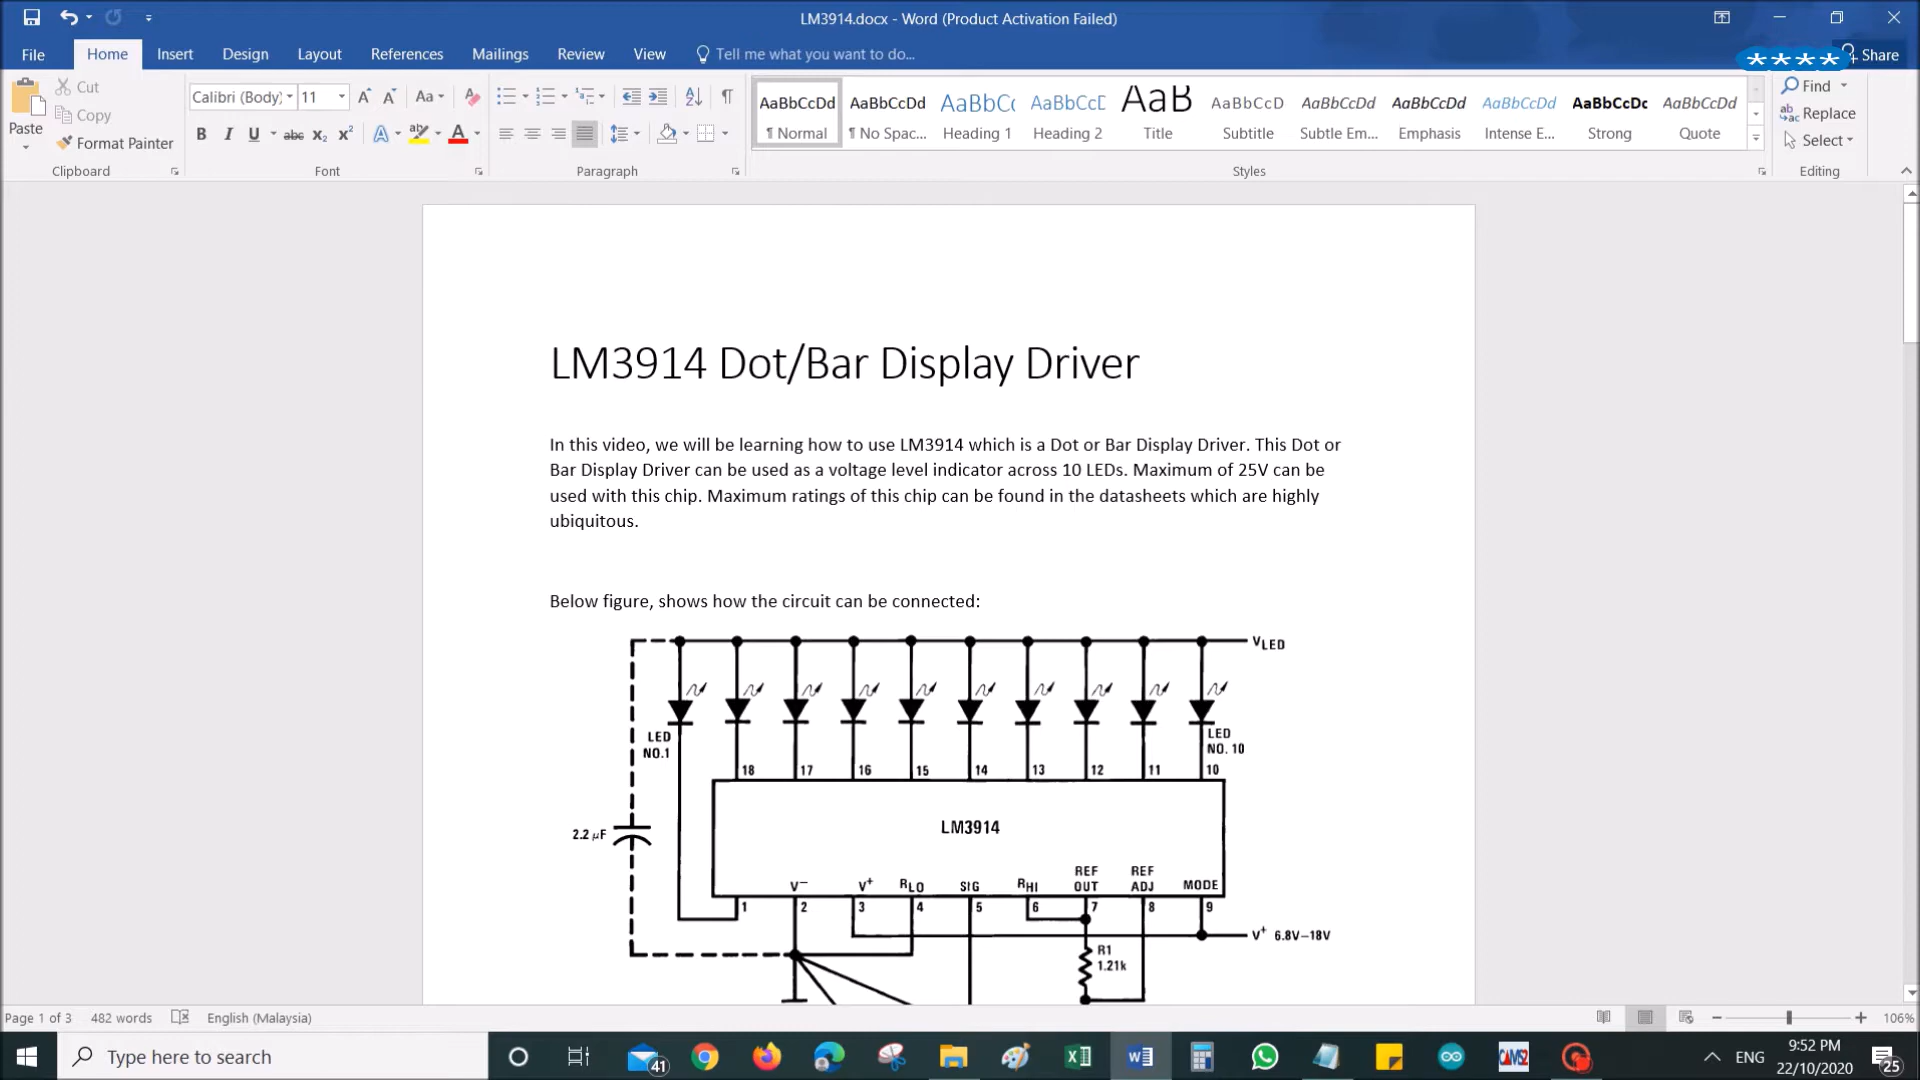 LM3914.docx - Word (Product Activation Failed)
File Home Insert Design Layout References Mailings Review View Tell me what you want to do... **** Share
Cut
Copy
Format Painter
Paste
Clipboard
Calibri (Body) 11 Aa
B I U abc x₂ x² A ab A
Font
Paragraph
AaBbCcDd AaBbCcDd AaBbC( AaBbCcE AaB AaBbCcD AaBbCcDd AaBbCcDd AaBbCcDd AaBbCcDc AaBbCcDd
¶ Normal ¶ No Spac... Heading 1 Heading 2 Title Subtitle Subtle Em... Emphasis Intense E... Strong Quote
Styles
Find
Replace
Select
Editing
LM3914 Dot/Bar Display Driver
In this video, we will be learning how to use LM3914 which is a Dot or Bar Display Driver. This Dot or
Bar Display Driver can be used as a voltage level indicator across 10 LEDs. Maximum of 25V can be
used with this chip. Maximum ratings of this chip can be found in the datasheets which are highly
ubiquitous.
Below figure, shows how the circuit can be connected:
VLED
LED
NO.1
LED
NO. 10
18 17 16 15 14 13 12 11 10
LM3914
2.2 µF
V− V+ RLO SIG RHI REF OUT REF ADJ MODE
1 2 3 4 5 6 7 8 9
V+ 6.8V–18V
R1
1.21k
Page 1 of 3 482 words English (Malaysia) 106%
Type here to search
41
CAMS2
ENG
9:52 PM
22/10/2020
25